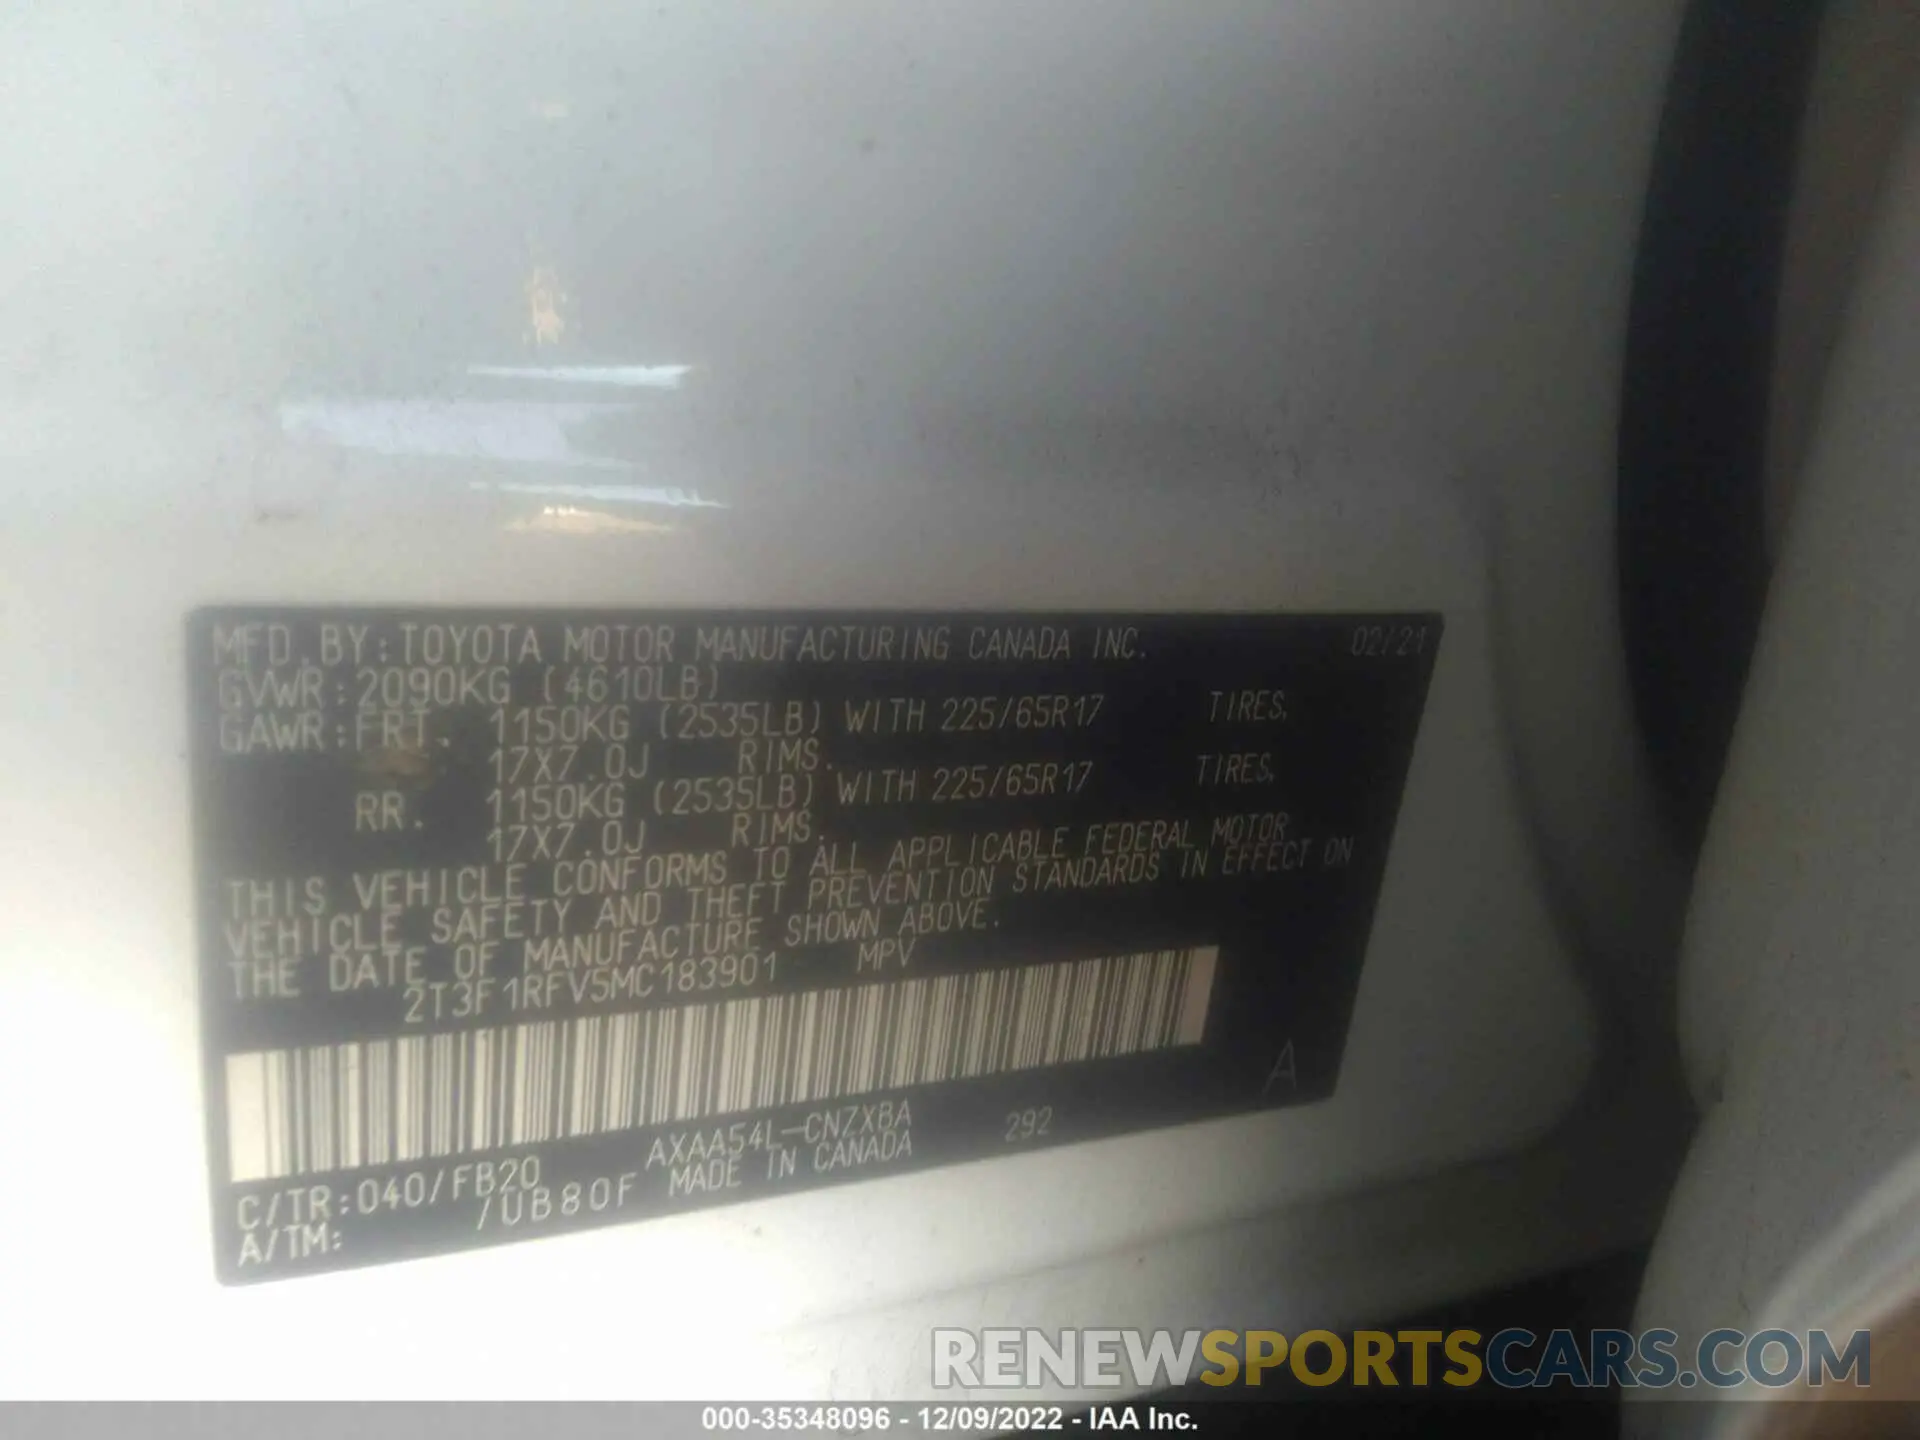 MFD. BY: TOYOTA MOTOR MANUFACTURING CANADA INC. 02/21
GVWR: 2090KG (4610LB)
GAWR: FRT. 1150KG (2535LB) WITH 225/65R17 TIRES,
17X7.0J RIMS.
RR. 1150KG (2535LB) WITH 225/65R17 TIRES,
17X7.0J RIMS.
THIS VEHICLE CONFORMS TO ALL APPLICABLE FEDERAL MOTOR
VEHICLE SAFETY AND THEFT PREVENTION STANDARDS IN EFFECT ON
THE DATE OF MANUFACTURE SHOWN ABOVE.
2T3F1RFV5MC183901 MPV
A
AXAA54L-CNZXBA 292
C/TR: 040/FB20 MADE IN CANADA
A/TM: /UB80F
RENEWSPORTSCARS.COM
000-35348096 - 12/09/2022 - IAA Inc.